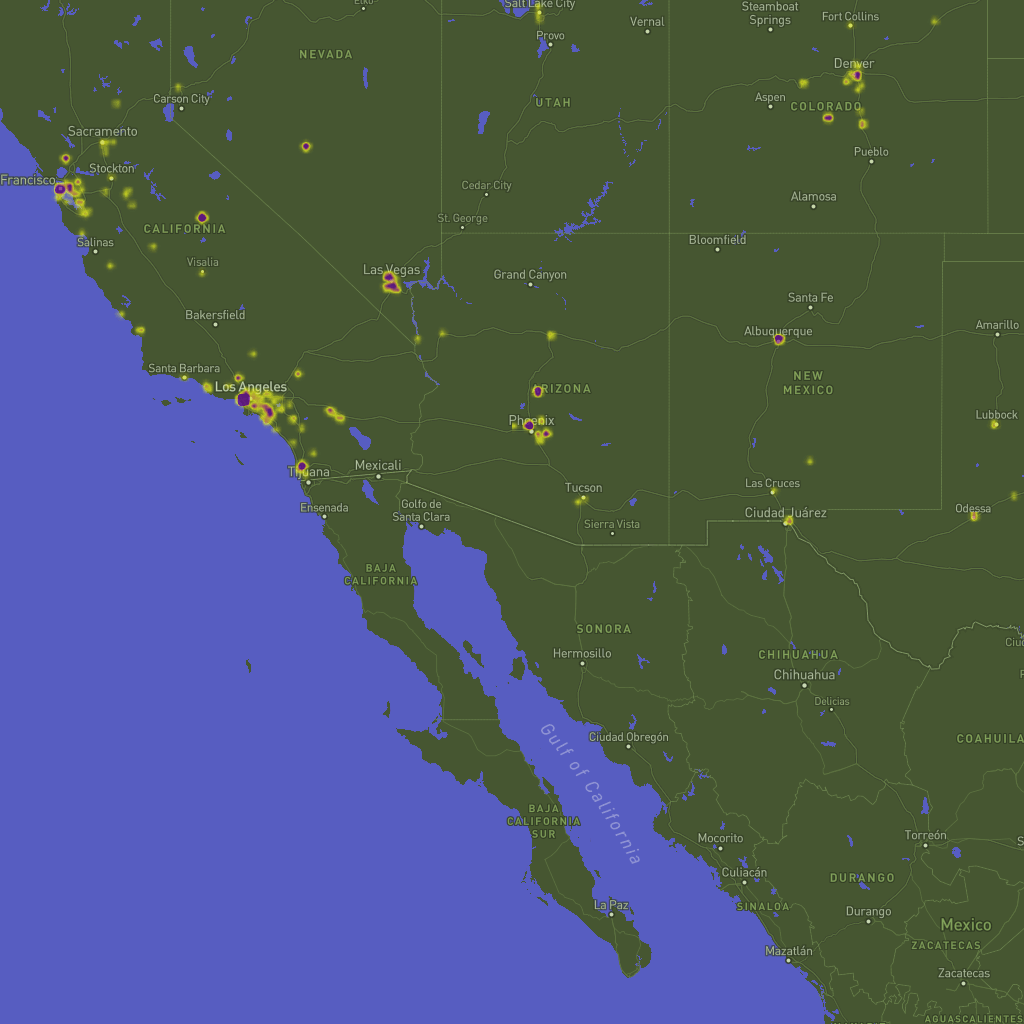 Elko
Salt Lake City
Vernal
Steamboat
Springs
Fort Collins
Provo
NEVADA
Denver
Carson City
UTAH
Aspen
COLORADO
Sacramento
Pueblo
Stockton
Francisco
Cedar City
Alamosa
St. George
CALIFORNIA
Salinas
Bloomfield
Visalia
Las Vegas
Grand Canyon
Santa Fe
Bakersfield
Albuquerque
Amarillo
Santa Barbara
Los Angeles
ARIZONA
NEW
MEXICO
Phoenix
Lubbock
Tijuana
Mexicali
Tucson
Las Cruces
Ensenada
Golfo de
Santa Clara
Sierra Vista
Ciudad Juárez
Odessa
BAJA
CALIFORNIA
SONORA
Hermosillo
CHIHUAHUA
Chihuahua
Delicias
Ciudad Obregón
COAHUILA
Gulf of California
BAJA
CALIFORNIA
SUR
Mocorito
Torreón
Culiacán
DURANGO
La Paz
SINALOA
Durango
Mexico
ZACATECAS
Mazatlán
Zacatecas
AGUASCALIENTES